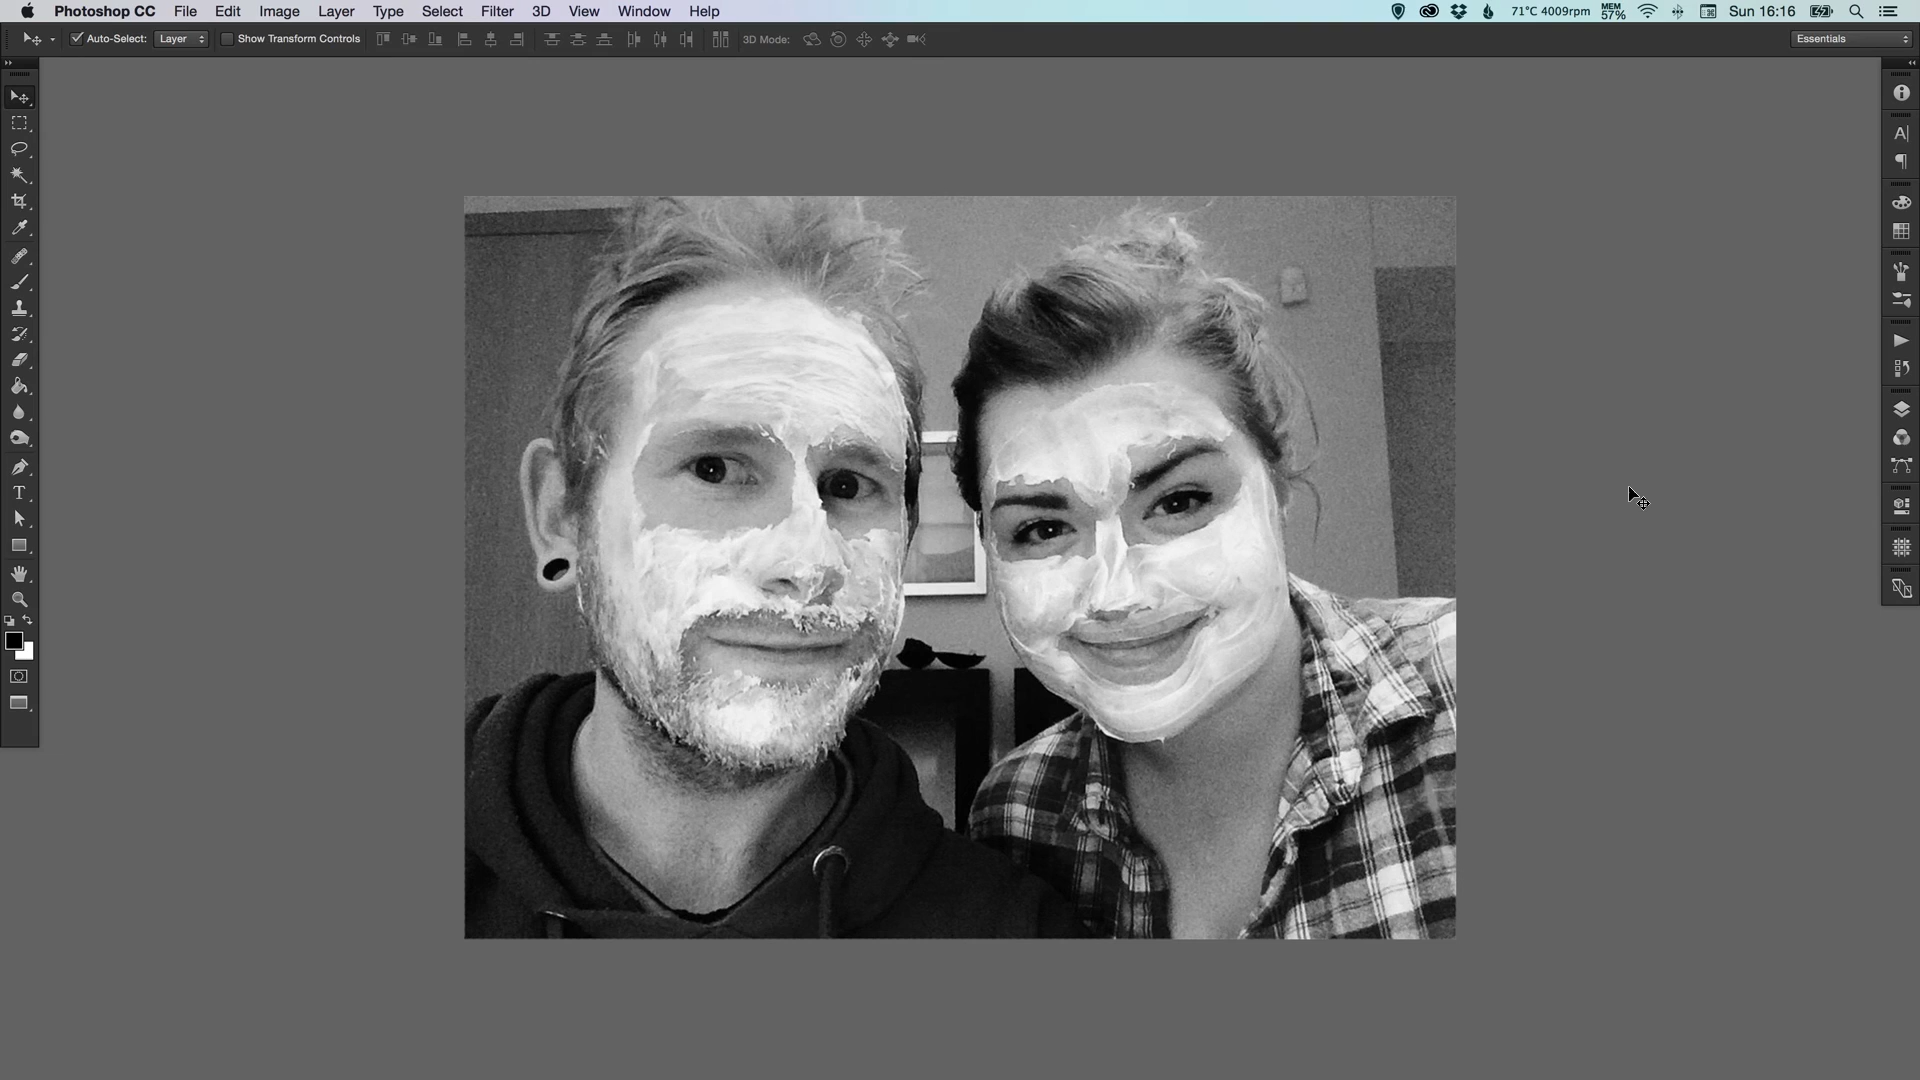 Photoshop CC File Edit Image Layer Type Select Filter 3D View Window Help 71°C 4009rpm MEM 57% Sun 16:16
Auto-Select: Layer Show Transform Controls 3D Mode: Essentials